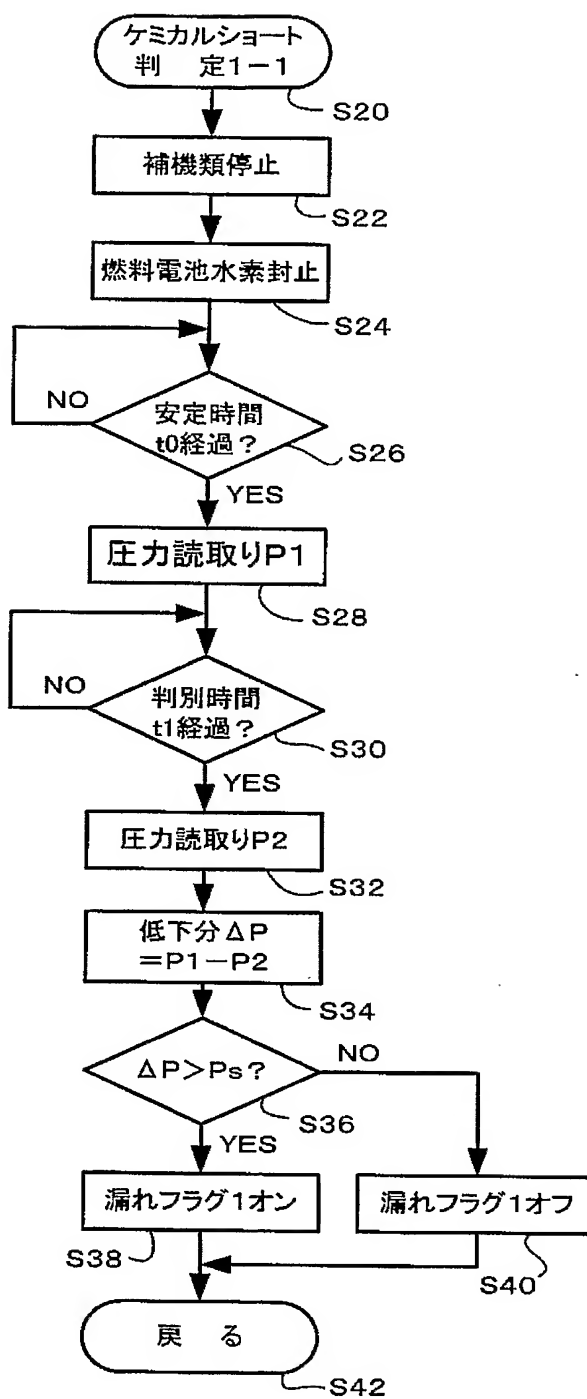 ケミカルショート
判　定1－1
S20
補機類停止
S22
燃料電池水素封止
S24
NO
安定時間
t0経過？
S26
YES
圧力読取りP1
S28
NO
判別時間
t1経過？
S30
YES
圧力読取りP2
S32
低下分ΔP
＝P1－P2
S34
ΔP＞Ps？
NO
S36
YES
漏れフラグ1オン
漏れフラグ1オフ
S38
S40
戻　る
S42